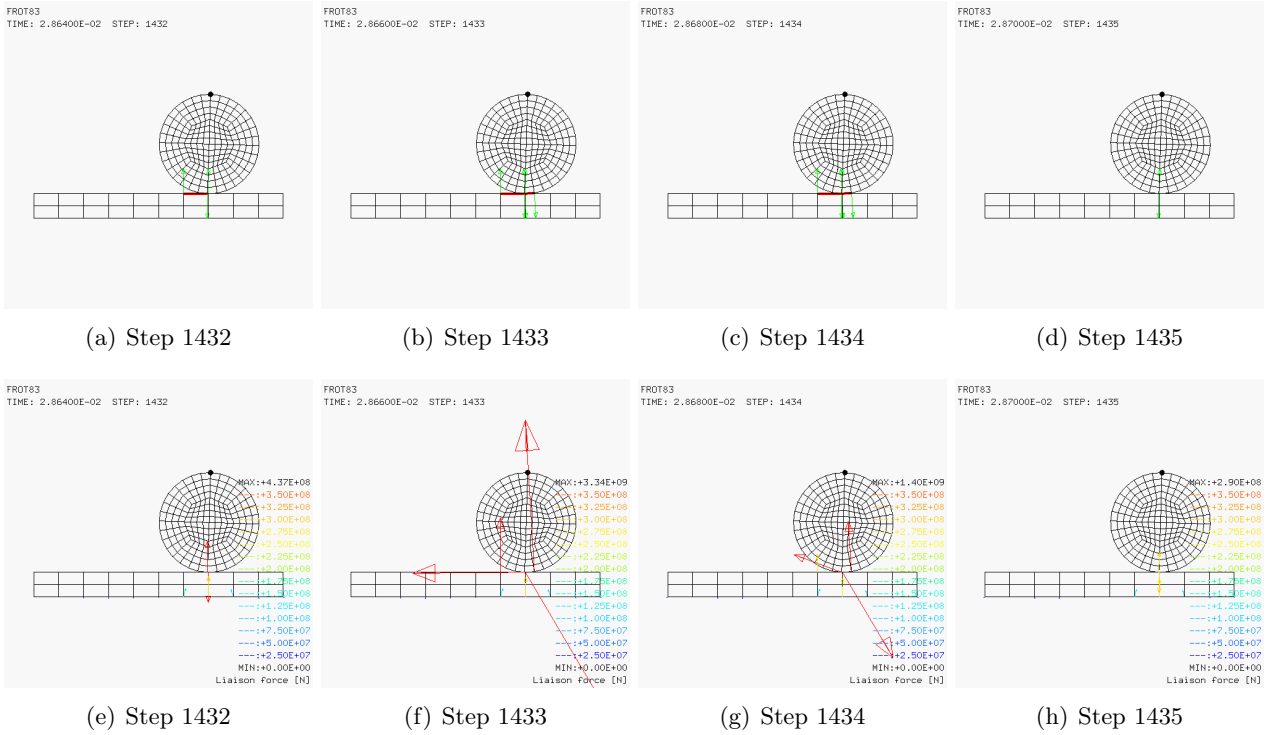 FROT83
TIME: 2.86400E-02 STEP: 1432
FROT83
TIME: 2.86600E-02 STEP: 1433
FROT83
TIME: 2.86800E-02 STEP: 1434
FROT83
TIME: 2.87000E-02 STEP: 1435
(a) Step 1432
(b) Step 1433
(c) Step 1434
(d) Step 1435
FROT83
TIME: 2.86400E-02 STEP: 1432
MAX:+4.37E+08
---:+3.50E+08
---:+3.25E+08
---:+3.00E+08
---:+2.75E+08
---:+2.50E+08
---:+2.25E+08
---:+2.00E+08
---:+1.75E+08
---:+1.50E+08
---:+1.25E+08
---:+1.00E+08
---:+7.50E+07
---:+5.00E+07
---:+2.50E+07
MIN:+0.00E+00
Liaison force [N]
FROT83
TIME: 2.86600E-02 STEP: 1433
MAX:+3.34E+09
---:+3.50E+08
---:+3.25E+08
---:+3.00E+08
---:+2.75E+08
---:+2.50E+08
---:+2.25E+08
---:+2.00E+08
---:+1.75E+08
---:+1.50E+08
---:+1.25E+08
---:+1.00E+08
---:+7.50E+07
---:+5.00E+07
---:+2.50E+07
MIN:+0.00E+00
Liaison force [N]
FROT83
TIME: 2.86800E-02 STEP: 1434
MAX:+1.40E+09
---:+3.50E+08
---:+3.25E+08
---:+3.00E+08
---:+2.75E+08
---:+2.50E+08
---:+2.25E+08
---:+2.00E+08
---:+1.75E+08
---:+1.50E+08
---:+1.25E+08
---:+1.00E+08
---:+7.50E+07
---:+5.00E+07
---:+2.50E+07
MIN:+0.00E+00
Liaison force [N]
FROT83
TIME: 2.87000E-02 STEP: 1435
MAX:+2.90E+08
---:+3.50E+08
---:+3.25E+08
---:+3.00E+08
---:+2.75E+08
---:+2.50E+08
---:+2.25E+08
---:+2.00E+08
---:+1.75E+08
---:+1.50E+08
---:+1.25E+08
---:+1.00E+08
---:+7.50E+07
---:+5.00E+07
---:+2.50E+07
MIN:+0.00E+00
Liaison force [N]
(e) Step 1432
(f) Step 1433
(g) Step 1434
(h) Step 1435